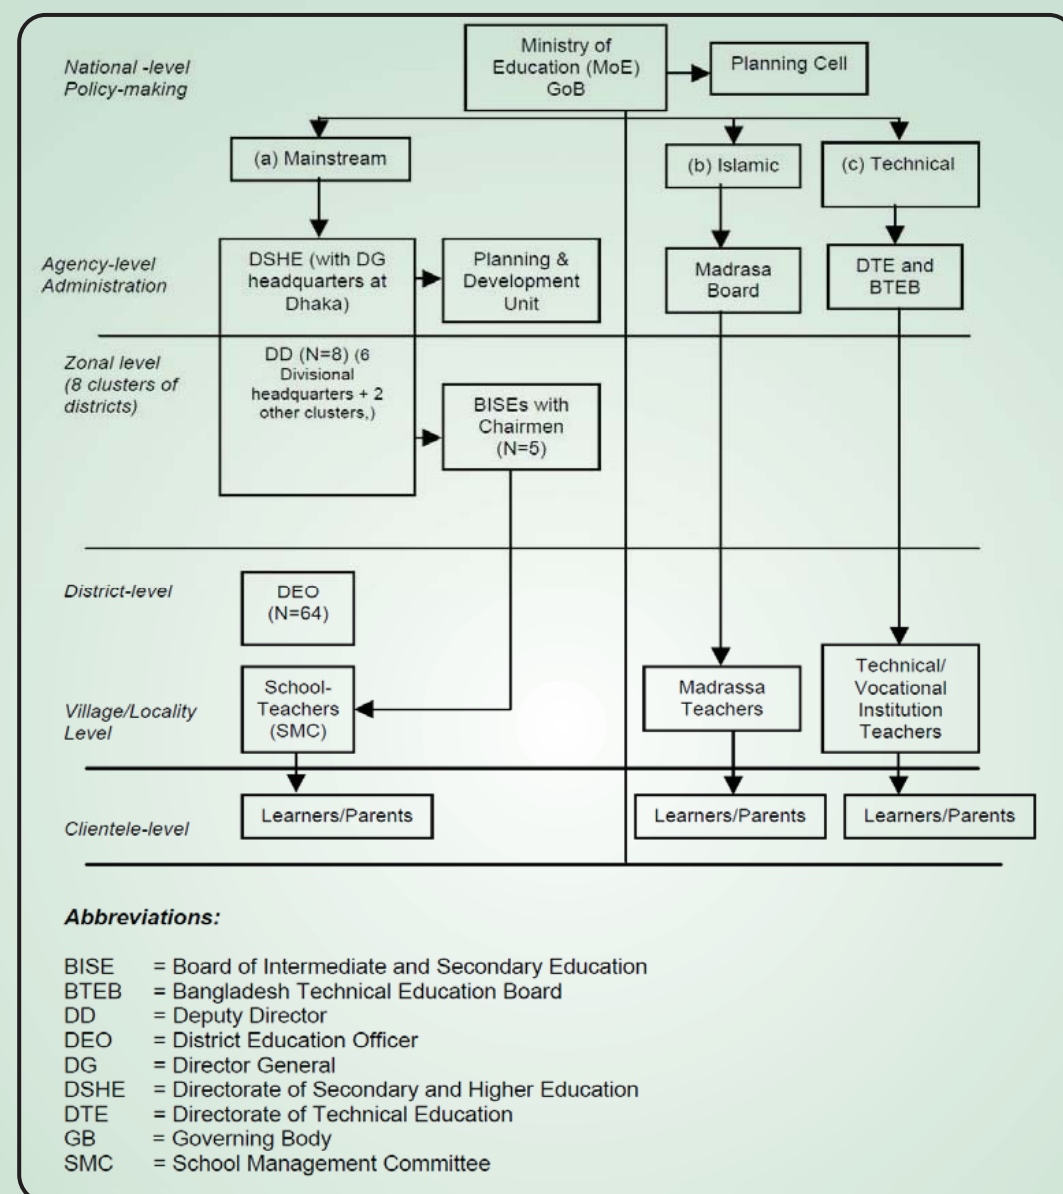 National -level
Policy-making
Ministry of
Education (MoE)
GoB
Planning Cell
(a) Mainstream
(b) Islamic
(c) Technical
Agency-level
Administration
DSHE (with DG
headquarters at
Dhaka)
Planning &
Development
Unit
Madrasa
Board
DTE and
BTEB
Zonal level
(8 clusters of
districts)
DD (N=8) (6
Divisional
headquarters + 2
other clusters,)
BISEs with
Chairmen
(N=5)
District-level
DEO
(N=64)
Village/Locality
Level
School-
Teachers
(SMC)
Madrassa
Teachers
Technical/
Vocational
Institution
Teachers
Clientele-level
Learners/Parents
Learners/Parents
Learners/Parents
Abbreviations:
BISE = Board of Intermediate and Secondary Education
BTEB = Bangladesh Technical Education Board
DD = Deputy Director
DEO = District Education Officer
DG = Director General
DSHE = Directorate of Secondary and Higher Education
DTE = Directorate of Technical Education
GB = Governing Body
SMC = School Management Committee